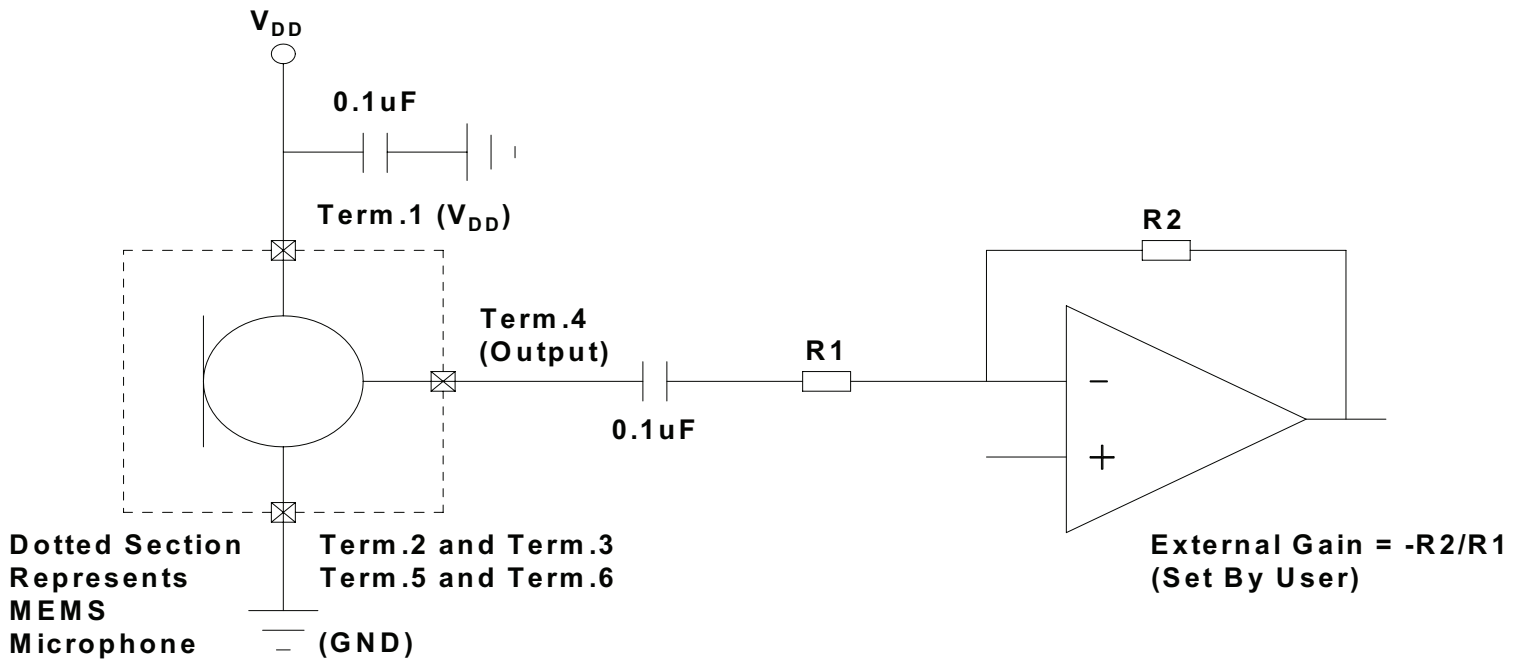 VDD
0.1uF
Term.1 (VDD)
R2
Term.4
(Output)
R1
0.1uF
-
+
Dotted Section
Represents
MEMS
Microphone
Term.2 and Term.3
Term.5 and Term.6
(GND)
External Gain = -R2/R1
(Set By User)